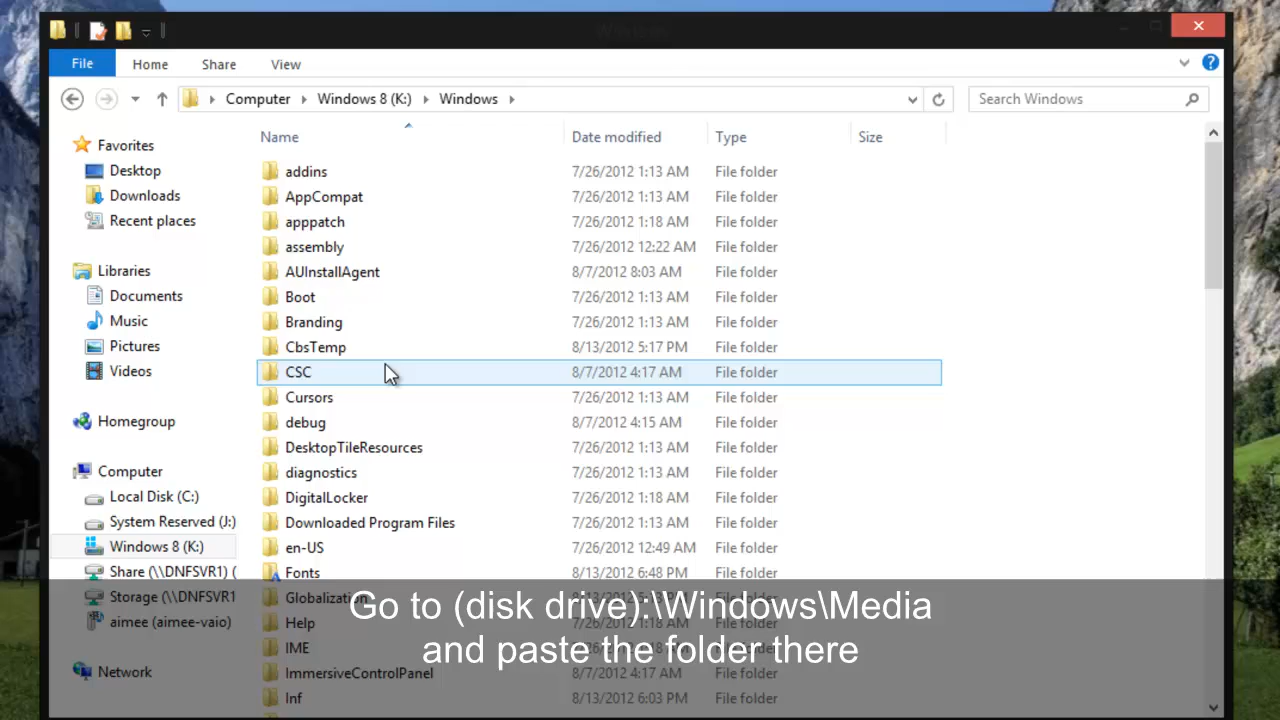 Windows
File Home Share View
Computer Windows 8 (K:) Windows
Search Windows
Name Date modified Type Size
Favorites
Desktop
Downloads
Recent places
Libraries
Documents
Music
Pictures
Videos
Homegroup
Computer
Local Disk (C:)
System Reserved (J:)
Windows 8 (K:)
Share (\\DNFSVR1) (
Storage (\\DNFSVR1
aimee (aimee-vaio)
Network
addins 7/26/2012 1:13 AM File folder
AppCompat 7/26/2012 1:13 AM File folder
apppatch 7/26/2012 1:18 AM File folder
assembly 7/26/2012 12:22 AM File folder
AUInstallAgent 8/7/2012 8:03 AM File folder
Boot 7/26/2012 1:13 AM File folder
Branding 7/26/2012 1:13 AM File folder
CbsTemp 8/13/2012 5:17 PM File folder
CSC 8/7/2012 4:17 AM File folder
Cursors 7/26/2012 1:13 AM File folder
debug 8/7/2012 4:15 AM File folder
DesktopTileResources 7/26/2012 1:13 AM File folder
diagnostics 7/26/2012 1:13 AM File folder
DigitalLocker 7/26/2012 1:18 AM File folder
Downloaded Program Files 7/26/2012 1:13 AM File folder
en-US 7/26/2012 12:49 AM File folder
Fonts 8/13/2012 6:48 PM File folder
Globalization File folder
Help File folder
IME File folder
ImmersiveControlPanel 8/7/2012 4:17 AM File folder
Inf 8/13/2012 6:03 PM File folder
Go to (disk drive):\Windows\Media
and paste the folder there